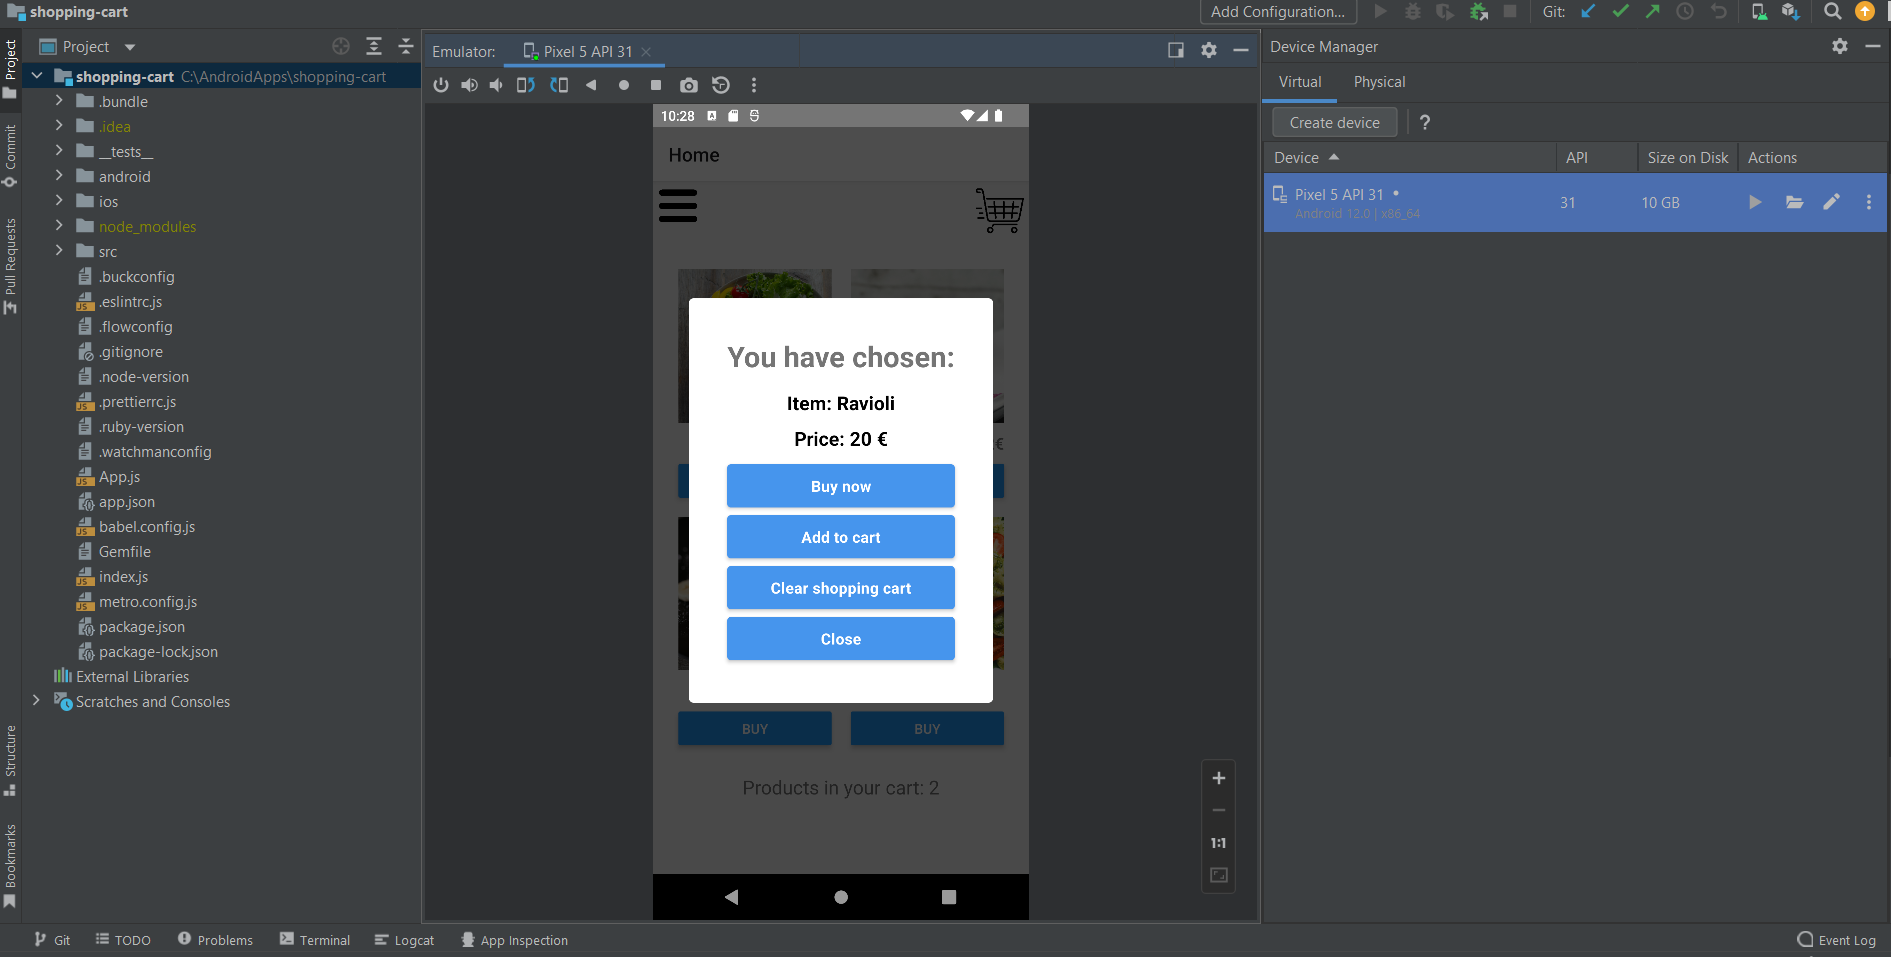 shopping-cart
Add Configuration...
Git:
Project
Project
shopping-cart C:\AndroidApps\shopping-cart
.bundle
.idea
__tests__
android
ios
node_modules
src
.buckconfig
.eslintrc.js
.flowconfig
.gitignore
.node-version
.prettierrc.js
.ruby-version
.watchmanconfig
App.js
app.json
babel.config.js
Gemfile
index.js
metro.config.js
package.json
package-lock.json
External Libraries
Scratches and Consoles
Commit
Pull Requests
Structure
Bookmarks
Emulator: Pixel 5 API 31
10:28
Home
You have chosen:
Item: Ravioli
Price: 20 €
€
Buy now
Add to cart
Clear shopping cart
Close
BUY BUY
Products in your cart: 2
1:1
Device Manager
Virtual Physical
Create device ?
Device API Size on Disk Actions
Pixel 5 API 31 31 10 GB
Android 12.0 | x86_64
Git TODO Problems Terminal Logcat App Inspection Event Log